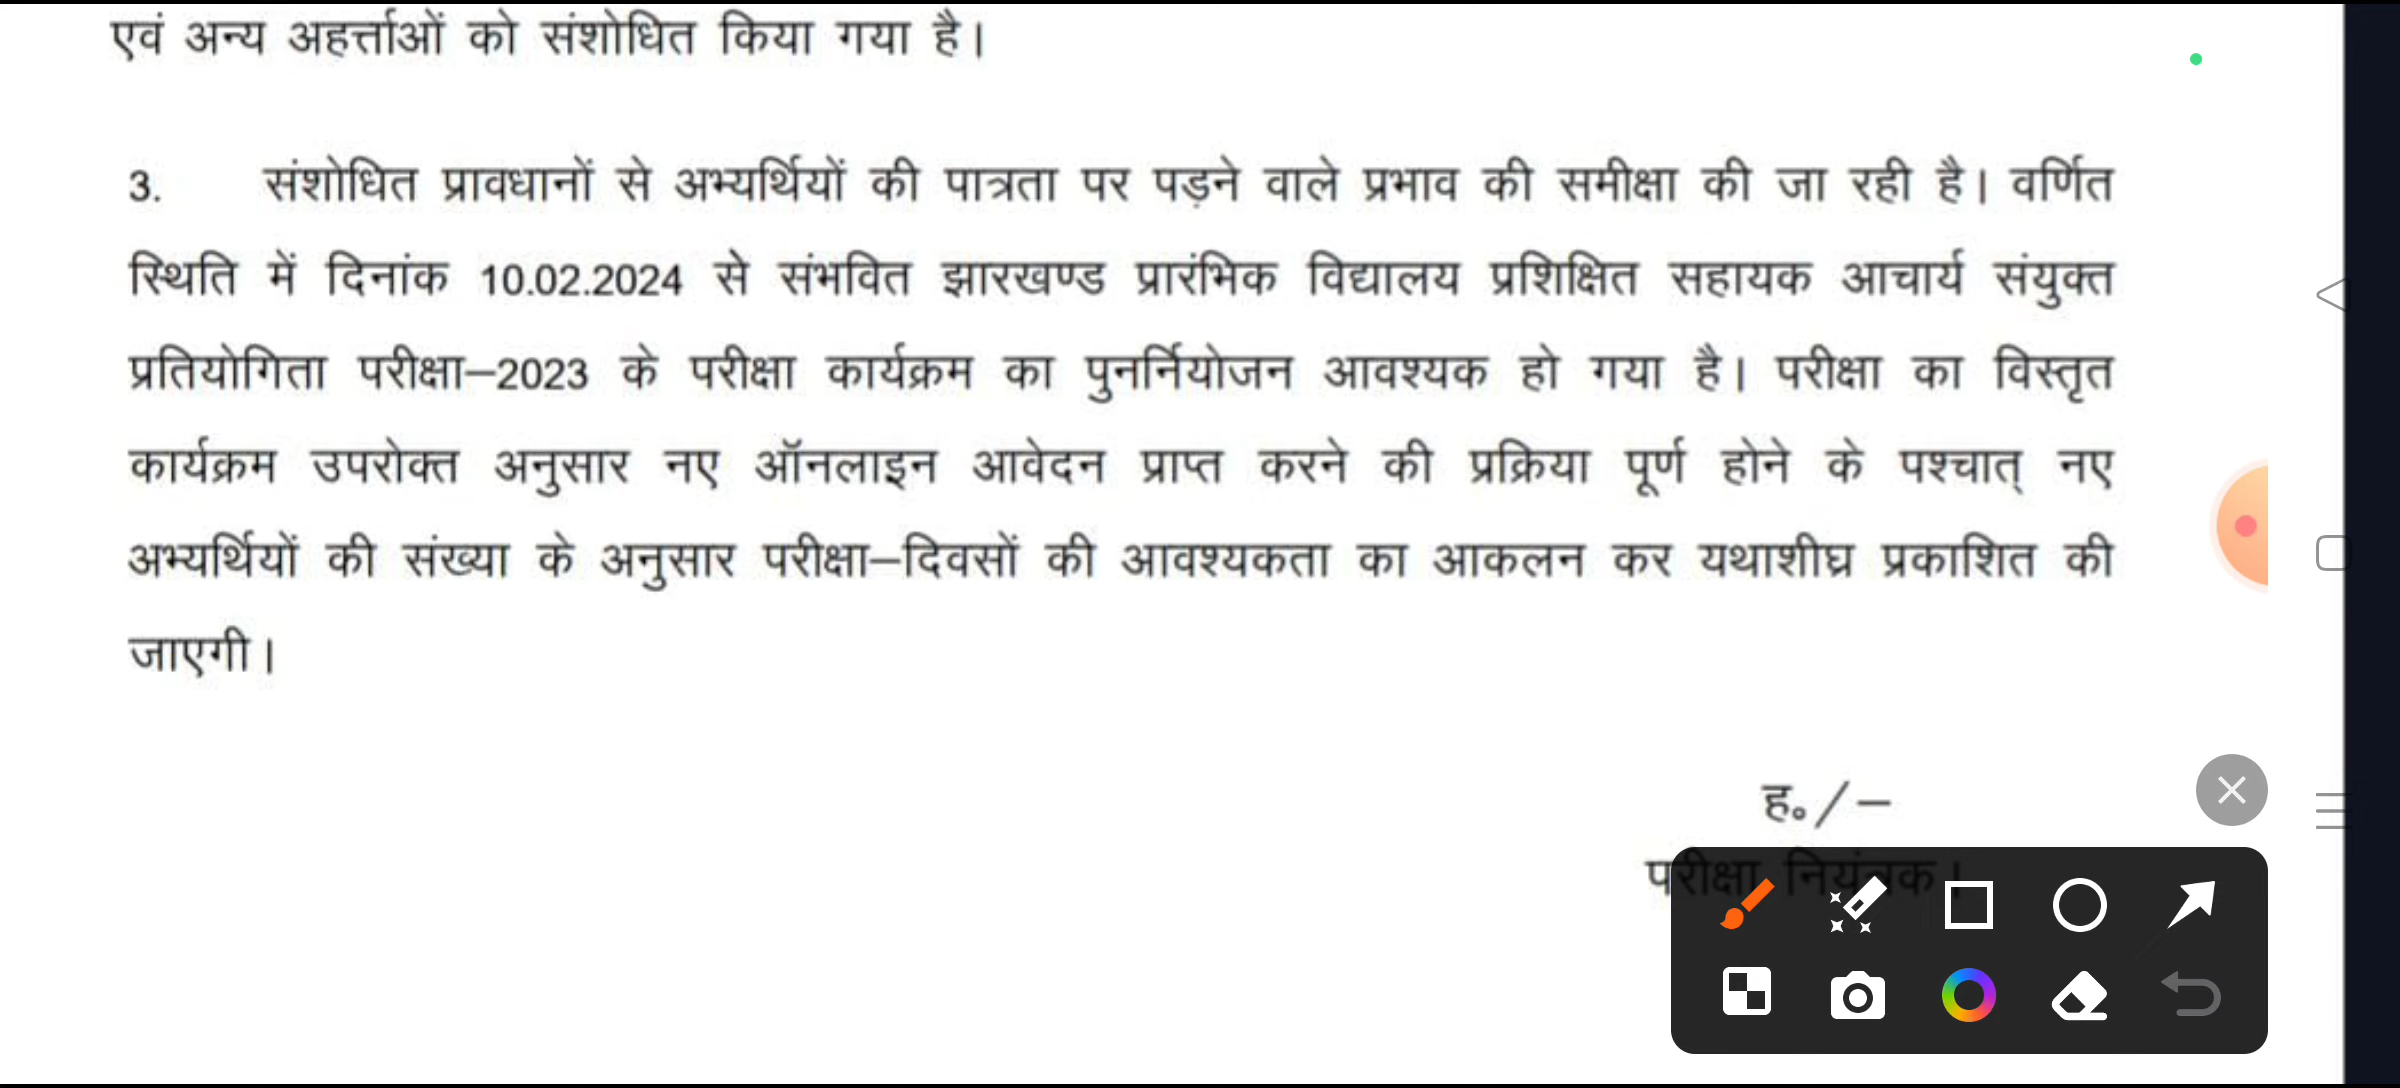 एवं अन्य अहर्त्ताओं को संशोधित किया गया है।
3. संशोधित प्रावधानों से अभ्यर्थियों की पात्रता पर पड़ने वाले प्रभाव की समीक्षा की जा रही है। वर्णित
स्थिति में दिनांक 10.02.2024 से संभवित झारखण्ड प्रारंभिक विद्यालय प्रशिक्षित सहायक आचार्य संयुक्त
प्रतियोगिता परीक्षा–2023 के परीक्षा कार्यक्रम का पुनर्नियोजन आवश्यक हो गया है। परीक्षा का विस्तृत
कार्यक्रम उपरोक्त अनुसार नए ऑनलाइन आवेदन प्राप्त करने की प्रक्रिया पूर्ण होने के पश्चात् नए
अभ्यर्थियों की संख्या के अनुसार परीक्षा–दिवसों की आवश्यकता का आकलन कर यथाशीघ्र प्रकाशित की
जाएगी।
ह०/–
परीक्षा नियंत्रक।